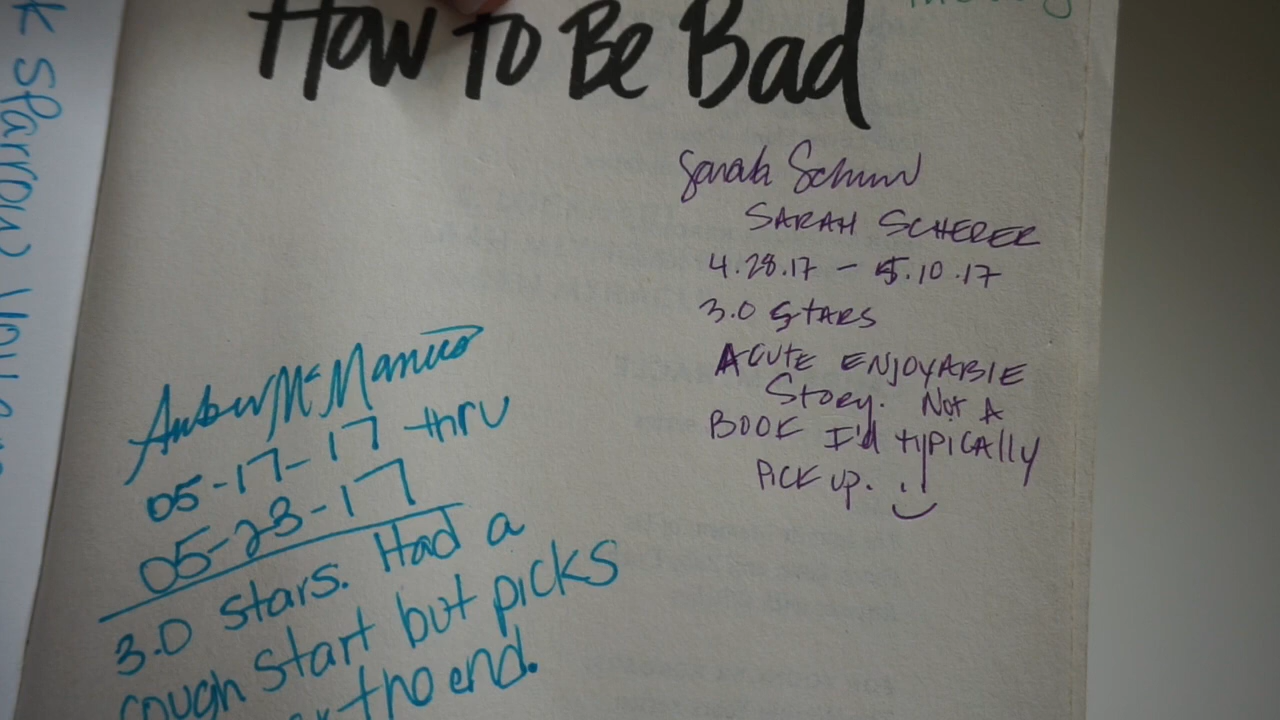 How to Be Bad
Sarah
SARAH SCHERER
4.28.17 - 5.10.17
3.0 STARS
A CUTE ENJOYABLE
Story. Not A
BOOK I'd typically
Pick up. :)
Amber McManus
05-17-17 thru
05-23-17
3.0 stars. Had a
rough start but picks
the end.
k Sparrow